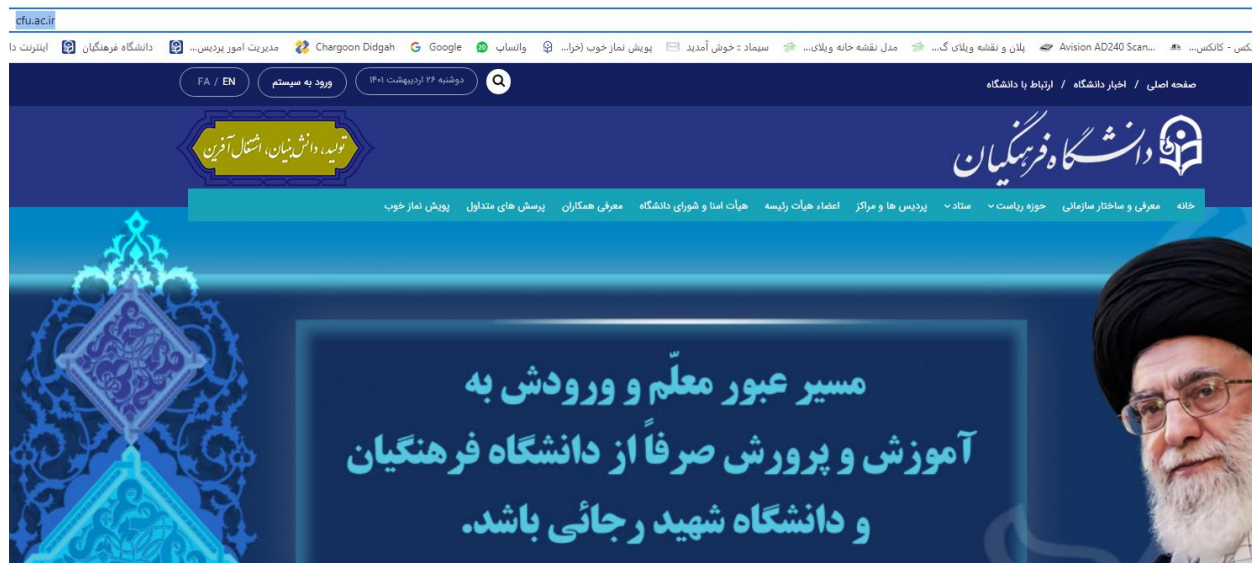 cfu.ac.ir
کس - کانکس... Avision AD240 Scan... پلان و نقشه ویلای گ... مدل نقشه خانه ویلای... سیماد :: خوش آمدید پویش نماز خوب (خرا... واتساپ Google Chargoon Didgah مدیریت امور پردیس... دانشگاه فرهنگیان اینترنت دا
صفحه اصلی / اخبار دانشگاه / ارتباط با دانشگاه
دوشنبه ۲۶ اردیبهشت ۱۴۰۱ ورود به سیستم FA / EN
دانشگاه فرهنگیان
تولید، دانش بنیان، اشتغال آفرین
خانه معرفی و ساختار سازمانی حوزه ریاست ستاد پردیس ها و مراکز اعضاء هیأت رئیسه هیأت امنا و شورای دانشگاه معرفی همکاران پرسش های متداول پویش نماز خوب
مسیر عبور معلّم و ورودش به
آموزش و پرورش صرفاً از دانشگاه فرهنگیان
و دانشگاه شهید رجائی باشد.